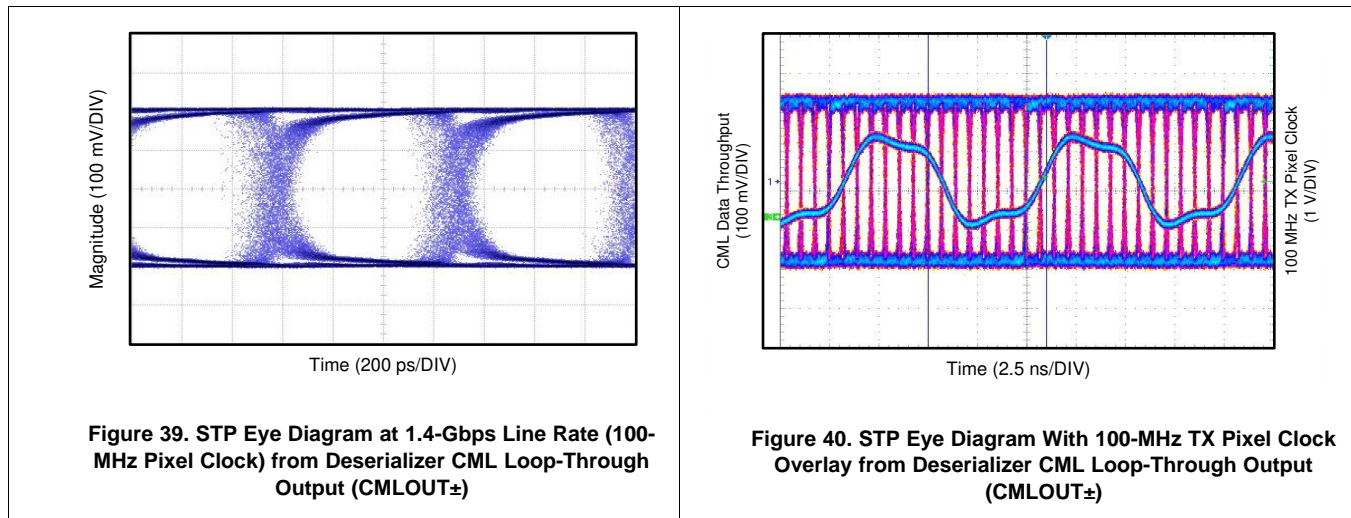 Magnitude (100 mV/DIV)
Time (200 ps/DIV)
Figure 39. STP Eye Diagram at 1.4-Gbps Line Rate (100-
MHz Pixel Clock) from Deserializer CML Loop-Through
Output (CMLOUT±)
CML Data Throughput
(100 mV/DIV)
1
100 MHz TX Pixel Clock
(1 V/DIV)
Time (2.5 ns/DIV)
Figure 40. STP Eye Diagram With 100-MHz TX Pixel Clock
Overlay from Deserializer CML Loop-Through Output
(CMLOUT±)